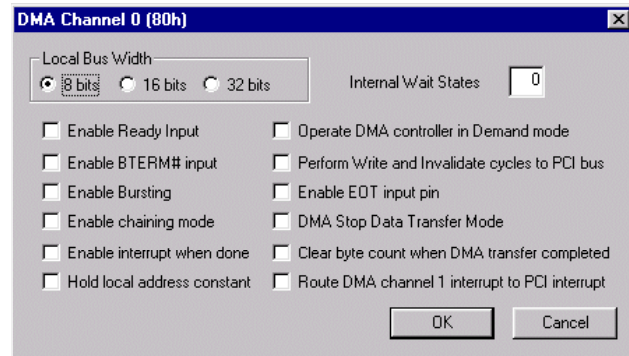 DMA Channel 0 (80h)
Local Bus Width
8 bits 16 bits 32 bits
Internal Wait States 0
Enable Ready Input
Operate DMA controller in Demand mode
Enable BTERM# input
Perform Write and Invalidate cycles to PCI bus
Enable Bursting
Enable EOT input pin
Enable chaining mode
DMA Stop Data Transfer Mode
Enable interrupt when done
Clear byte count when DMA transfer completed
Hold local address constant
Route DMA channel 1 interrupt to PCI interrupt
OK Cancel